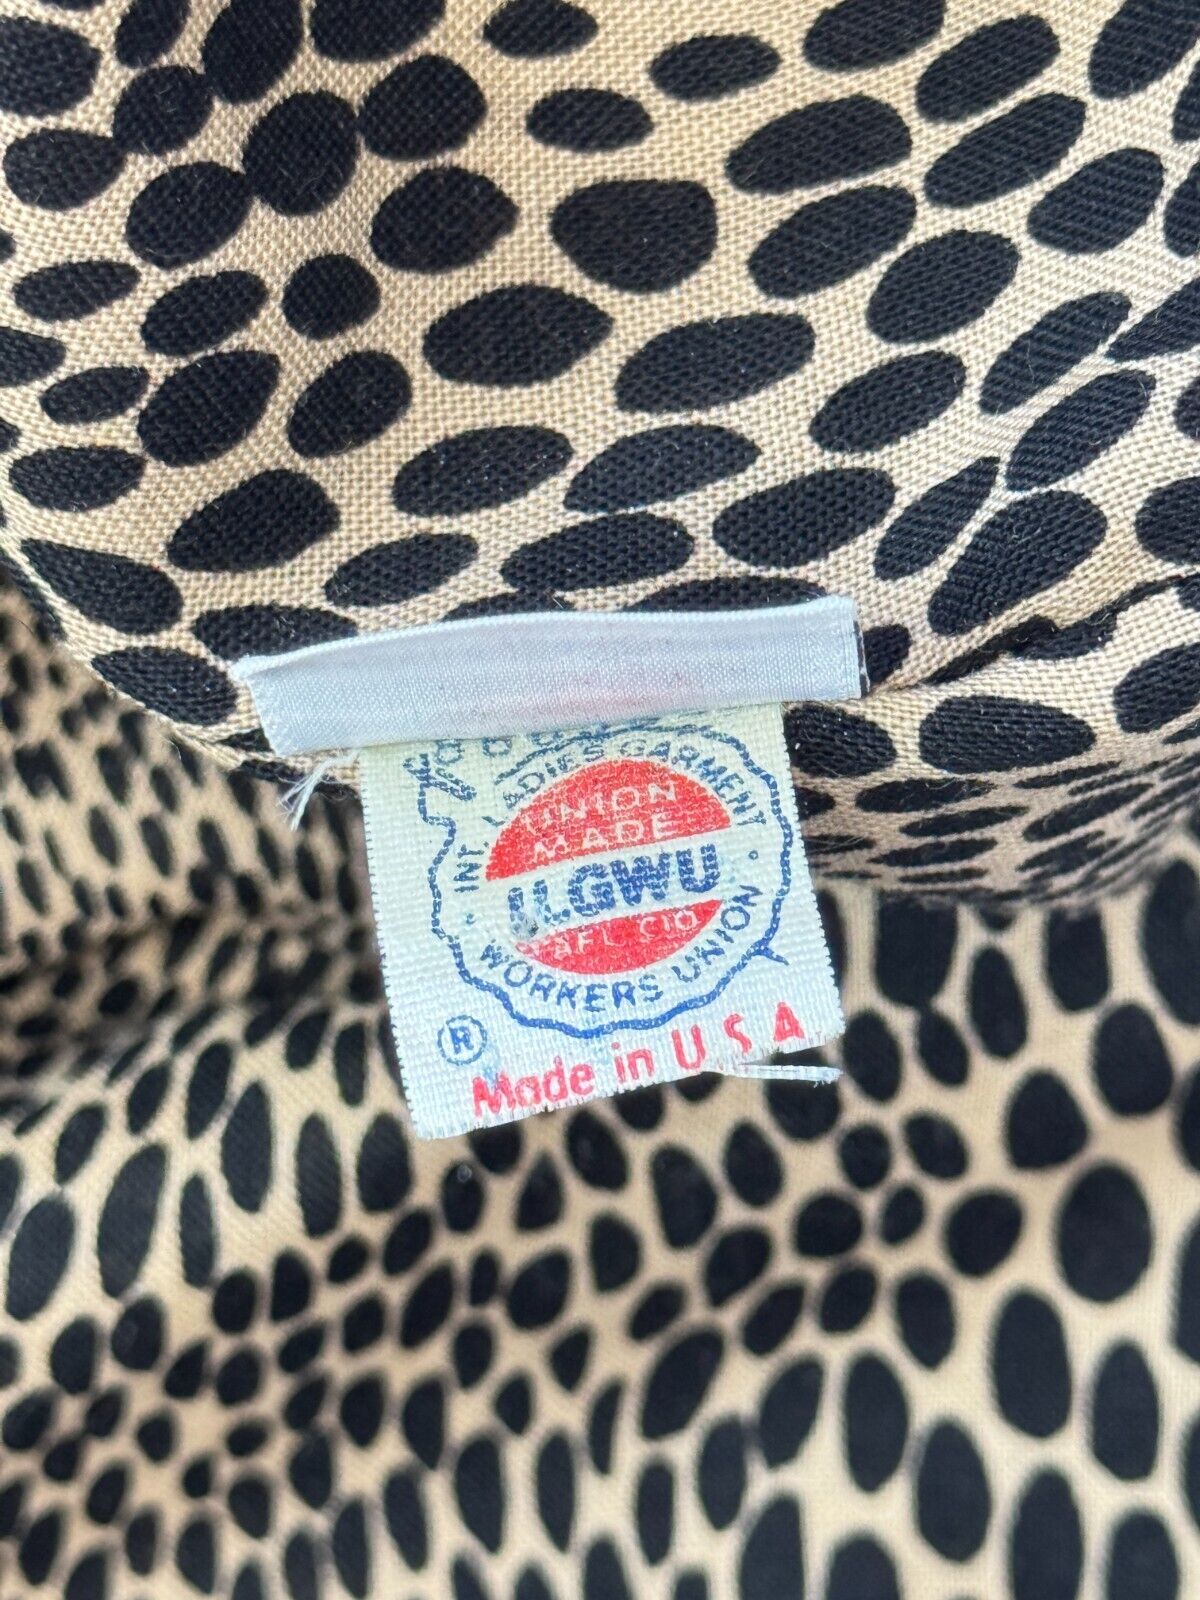 INT. LADIES GARMENT
UNION
MADE
ILGWU
AFL CIO
WORKERS UNION
®
Made in U S A.